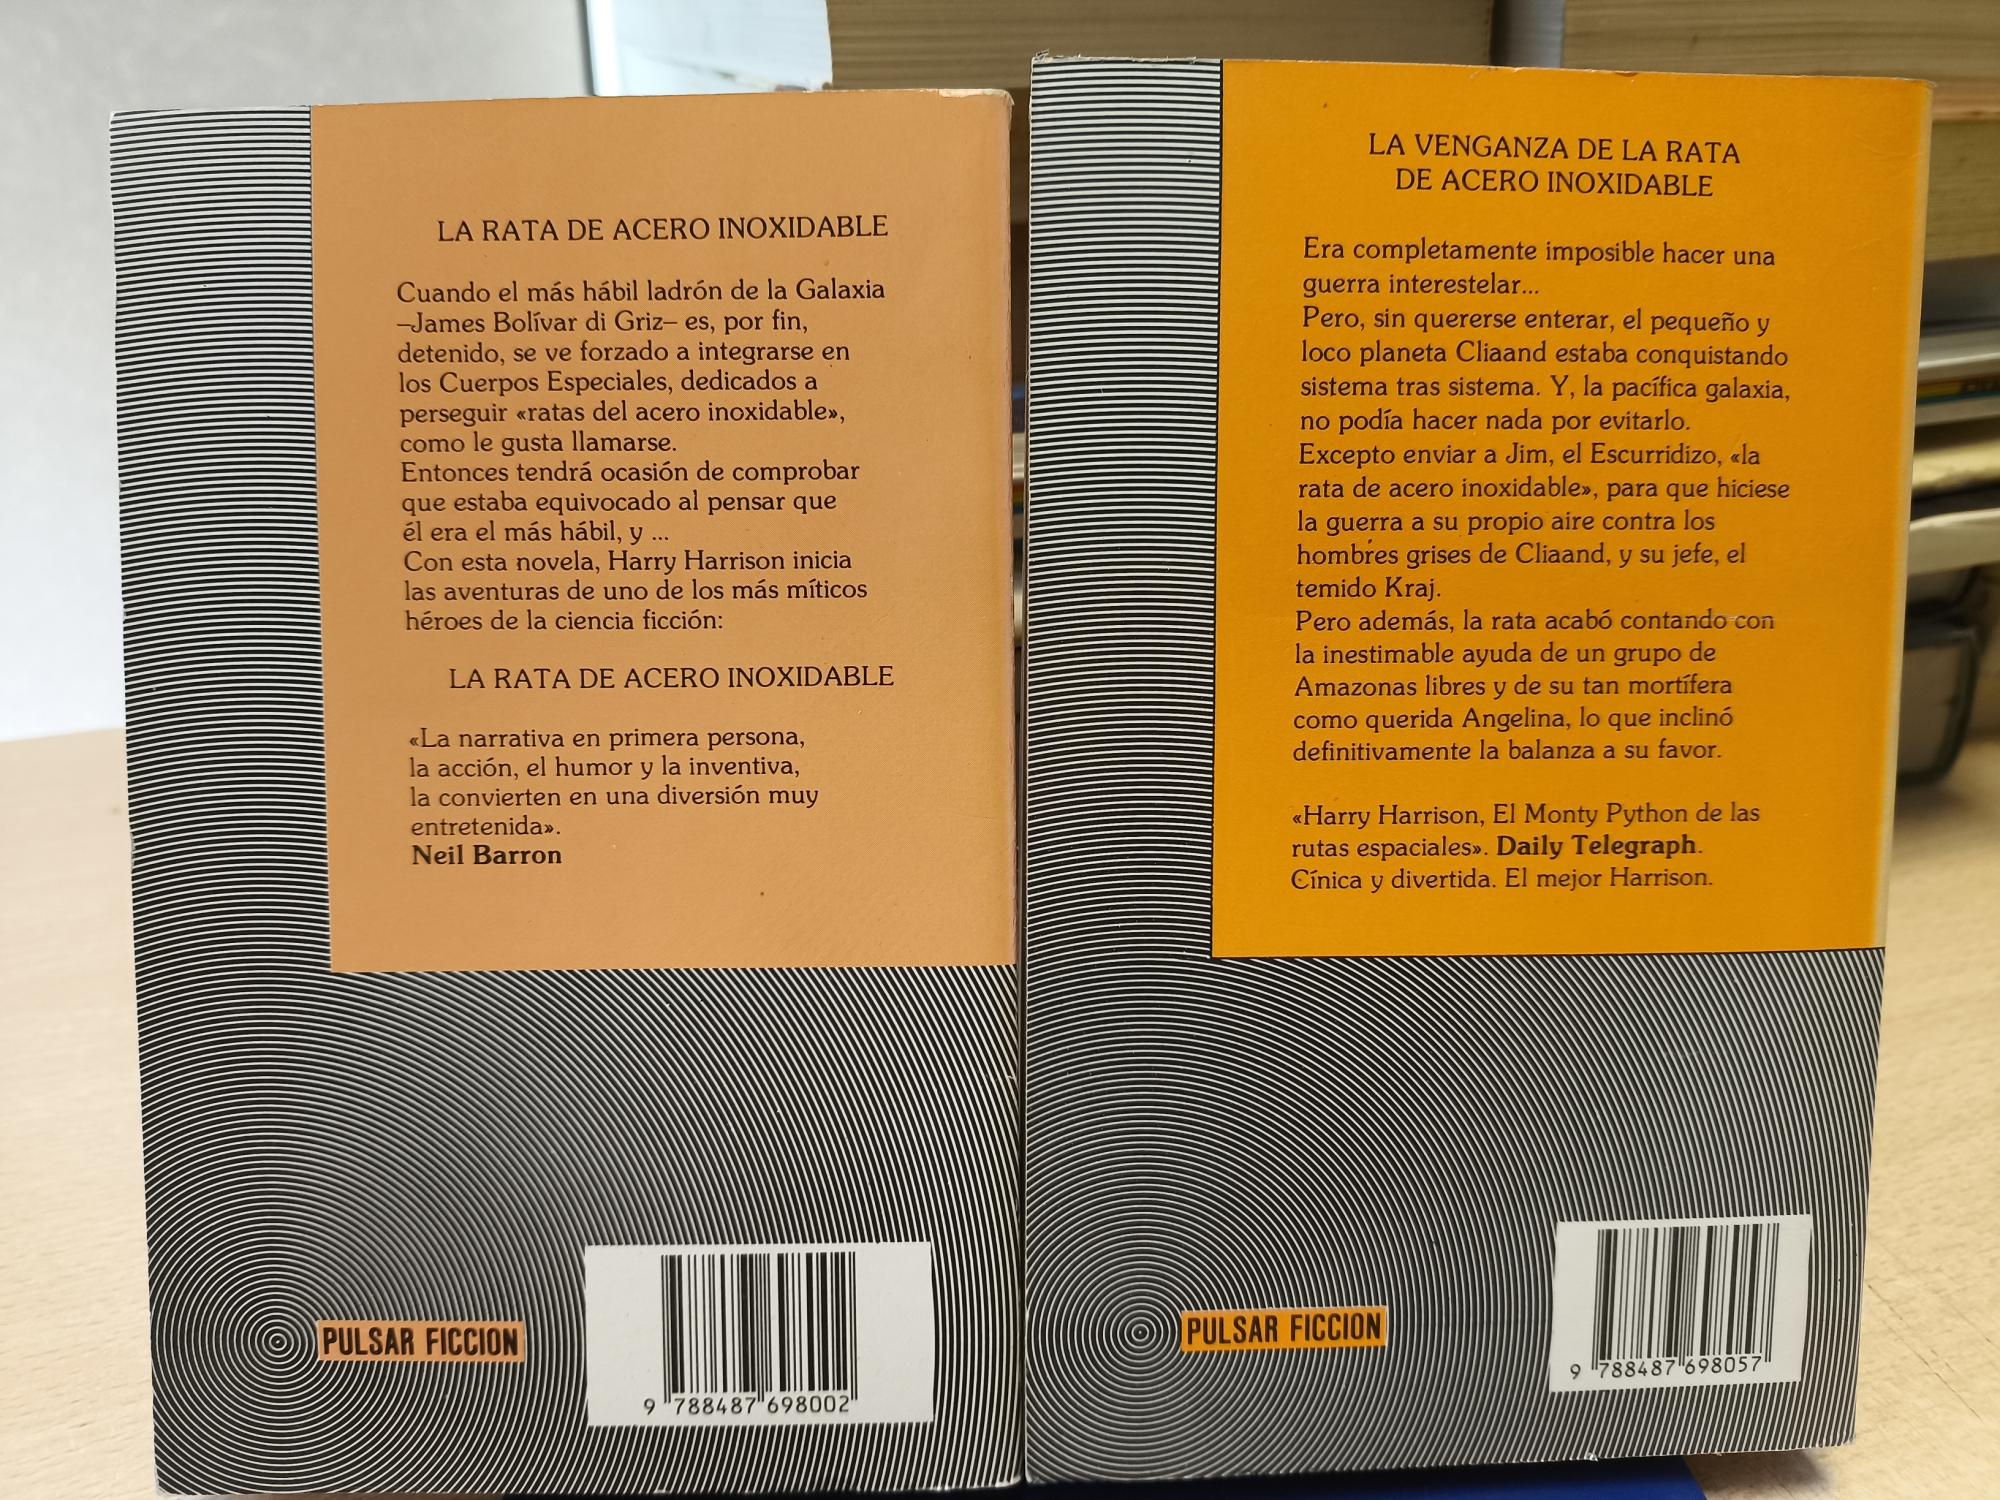 LA RATA DE ACERO INOXIDABLE
Cuando el más hábil ladrón de la Galaxia
–James Bolívar di Griz– es, por fin,
detenido, se ve forzado a integrarse en
los Cuerpos Especiales, dedicados a
perseguir «ratas del acero inoxidable»,
como le gusta llamarse.
Entonces tendrá ocasión de comprobar
que estaba equivocado al pensar que
él era el más hábil, y ...
Con esta novela, Harry Harrison inicia
las aventuras de uno de los más míticos
héroes de la ciencia ficción:
LA RATA DE ACERO INOXIDABLE
«La narrativa en primera persona,
la acción, el humor y la inventiva,
la convierten en una diversión muy
entretenida».
Neil Barron
PULSAR FICCION
9 788487 698002
LA VENGANZA DE LA RATA
DE ACERO INOXIDABLE
Era completamente imposible hacer una
guerra interestelar...
Pero, sin quererse enterar, el pequeño y
loco planeta Cliaand estaba conquistando
sistema tras sistema. Y, la pacífica galaxia,
no podía hacer nada por evitarlo.
Excepto enviar a Jim, el Escurridizo, «la
rata de acero inoxidable», para que hiciese
la guerra a su propio aire contra los
hombres grises de Cliaand, y su jefe, el
temido Kraj.
Pero además, la rata acabó contando con
la inestimable ayuda de un grupo de
Amazonas libres y de su tan mortífera
como querida Angelina, lo que inclinó
definitivamente la balanza a su favor.
«Harry Harrison, El Monty Python de las
rutas espaciales». Daily Telegraph.
Cínica y divertida. El mejor Harrison.
PULSAR FICCION
9 788487 698057